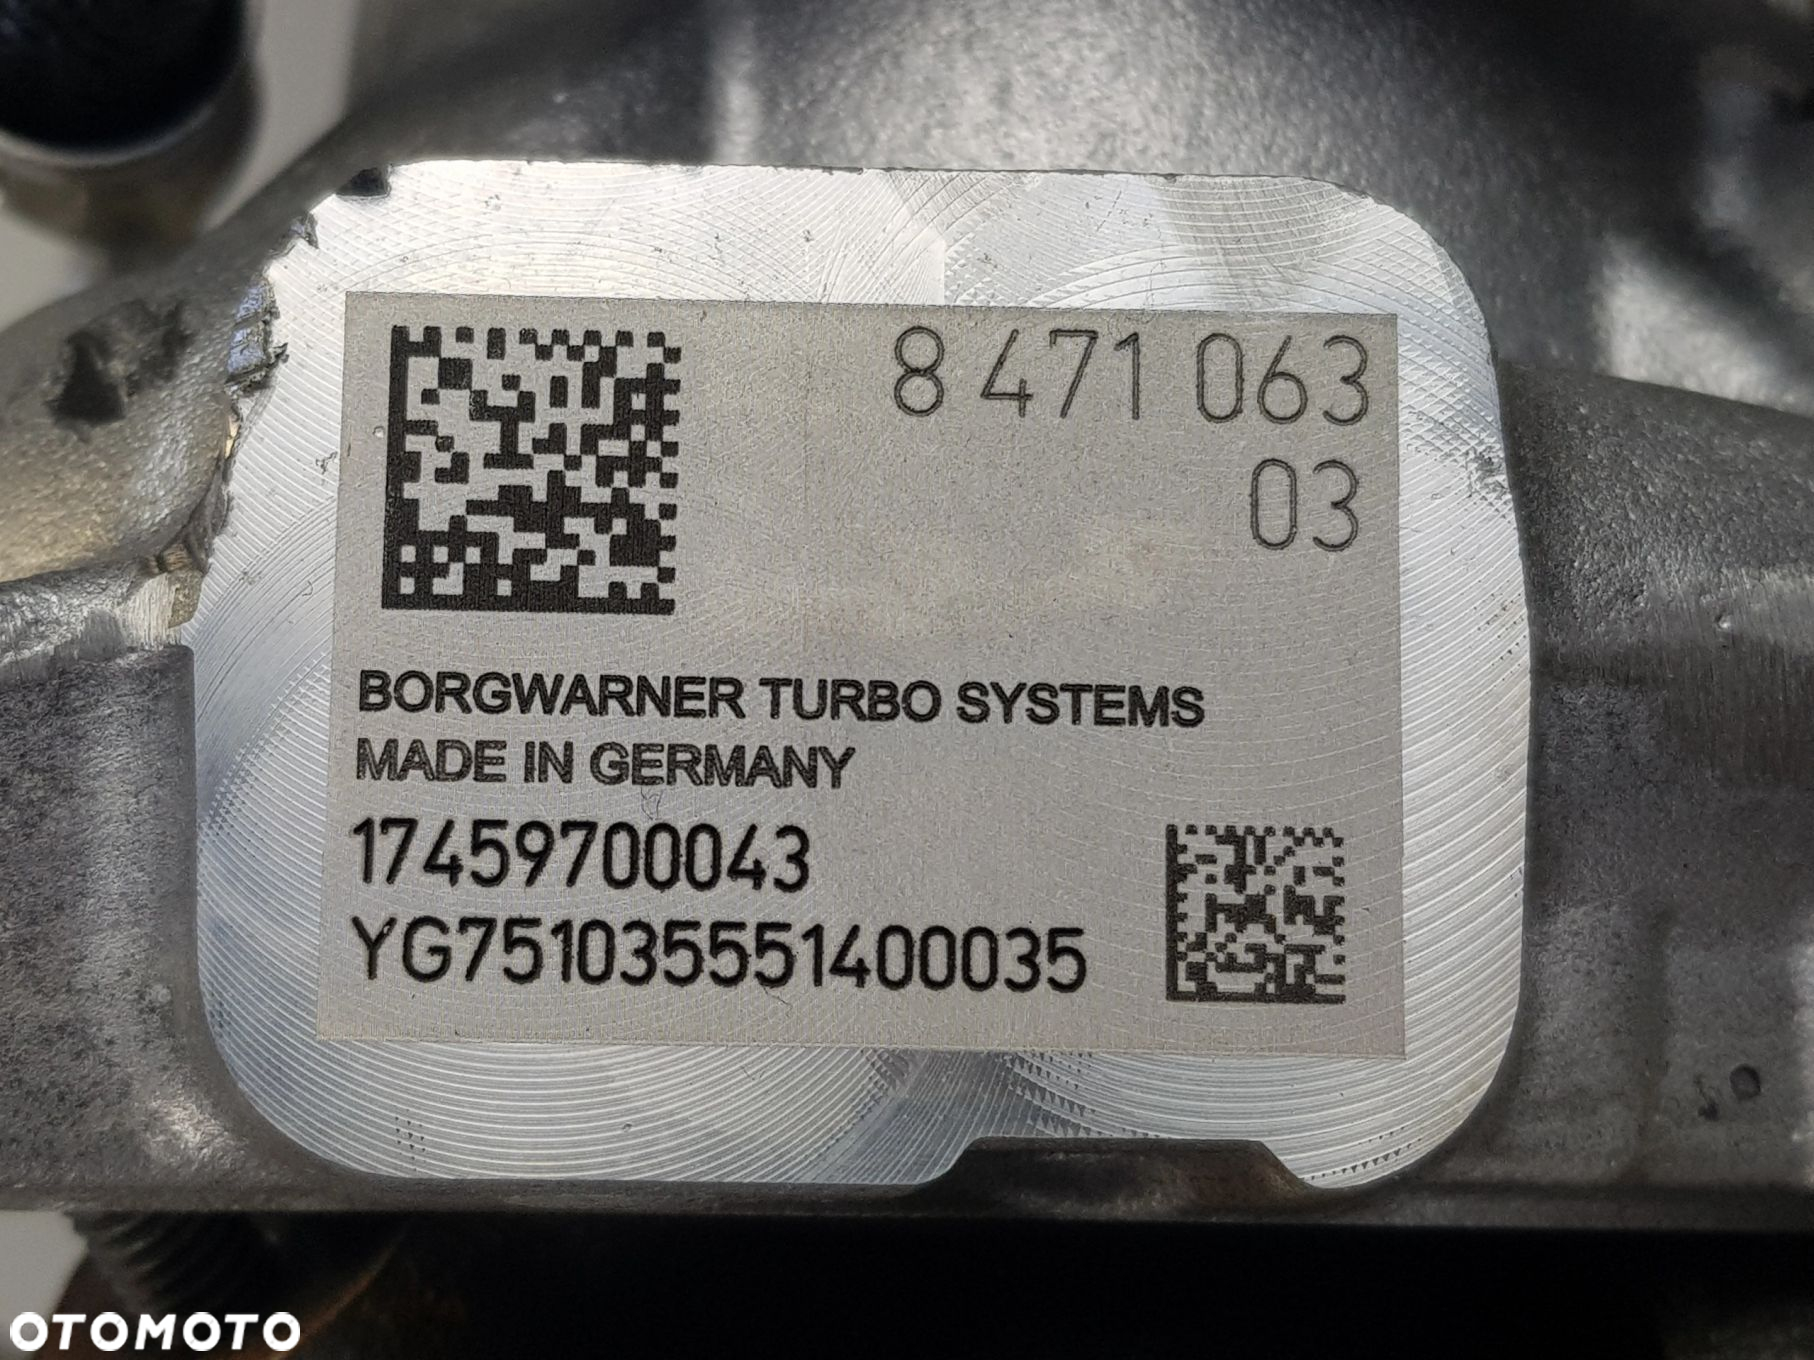 8 471 063
03
BORGWARNER TURBO SYSTEMS
MADE IN GERMANY
17459700043
YG751035551400035
OTOMOTO